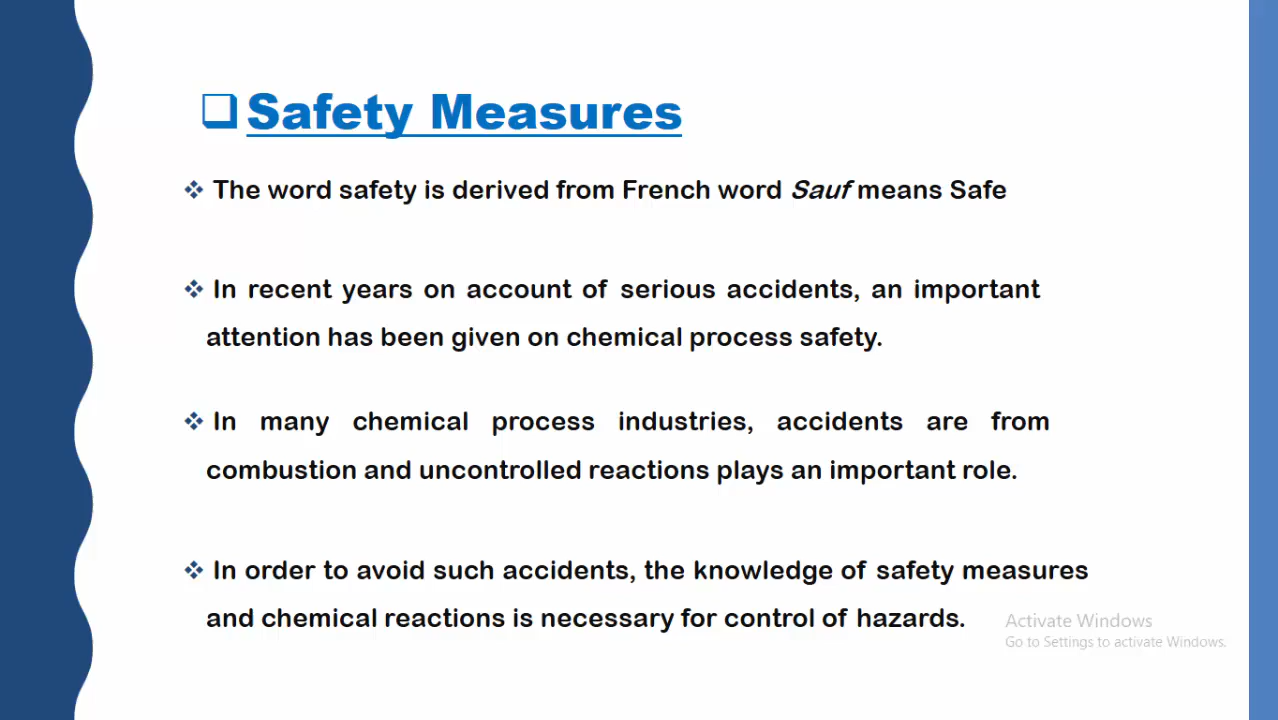 Safety Measures
The word safety is derived from French word Sauf means Safe
In recent years on account of serious accidents, an important
attention has been given on chemical process safety.
In many chemical process industries, accidents are from
combustion and uncontrolled reactions plays an important role.
In order to avoid such accidents, the knowledge of safety measures
and chemical reactions is necessary for control of hazards.
Activate Windows
Go to Settings to activate Windows.